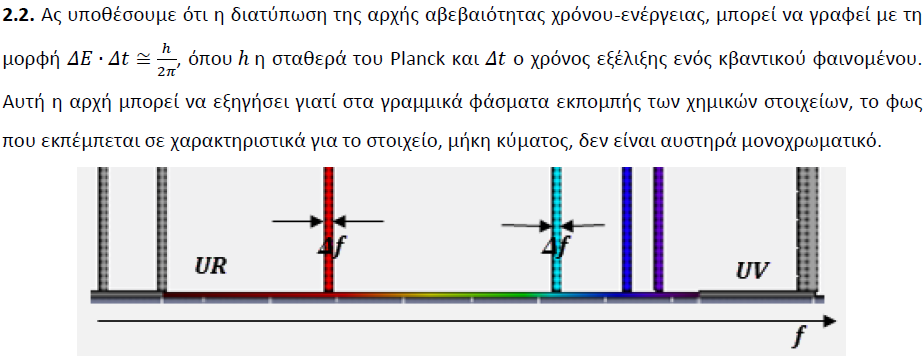 2.2. Ας υποθέσουμε ότι η διατύπωση της αρχής αβεβαιότητας χρόνου-ενέργειας, μπορεί να γραφεί με τη
μορφή ΔE · Δt ≅ h/2π, όπου h η σταθερά του Planck και Δt ο χρόνος εξέλιξης ενός κβαντικού φαινομένου.
Αυτή η αρχή μπορεί να εξηγήσει γιατί στα γραμμικά φάσματα εκπομπής των χημικών στοιχείων, το φως
που εκπέμπεται σε χαρακτηριστικά για το στοιχείο, μήκη κύματος, δεν είναι αυστηρά μονοχρωματικό.
Δf Δf
UR UV
f